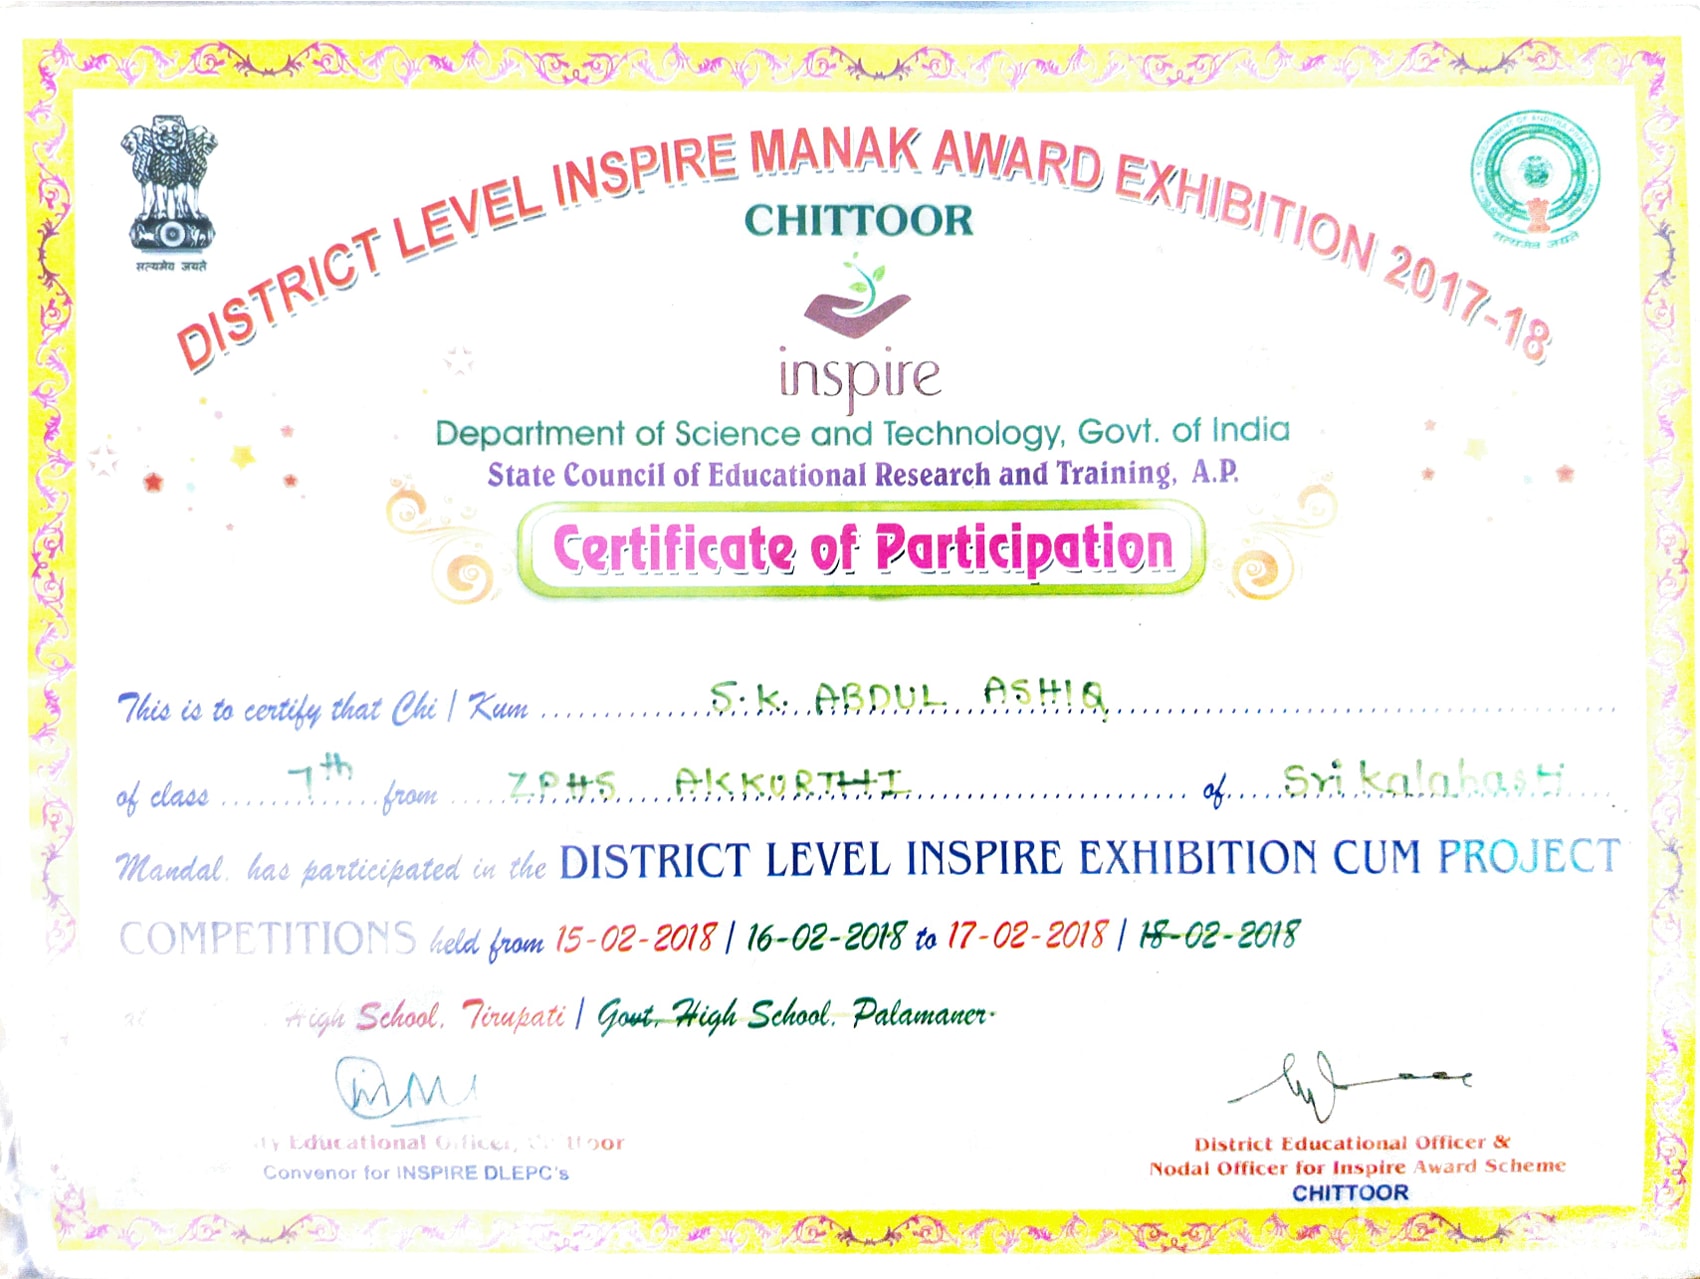 DISTRICT LEVEL INSPIRE MANAK AWARD EXHIBITION 2017-18
CHITTOOR
सत्यमेव जयते
सत्यमेव जयते
inspire
Department of Science and Technology, Govt. of India
State Council of Educational Research and Training, A.P.
Certificate of Participation
This is to certify that Chi / Kum ........ S.K. ABDUL ASHIQ ........
of class ........ 7th ........ from ........ ZPHS AKKURTHI ........ of ........ Srikalahasti ........
Mandal. has participated in the DISTRICT LEVEL INSPIRE EXHIBITION CUM PROJECT
COMPETITIONS held from 15-02-2018 / 16-02-2018 to 17-02-2018 / 18-02-2018
at High School, Tirupati / Govt. High School, Palamaner.
Educational Officer,
Convenor for INSPIRE DLEPC's
District Educational Officer &
Nodal Officer for Inspire Award Scheme
CHITTOOR